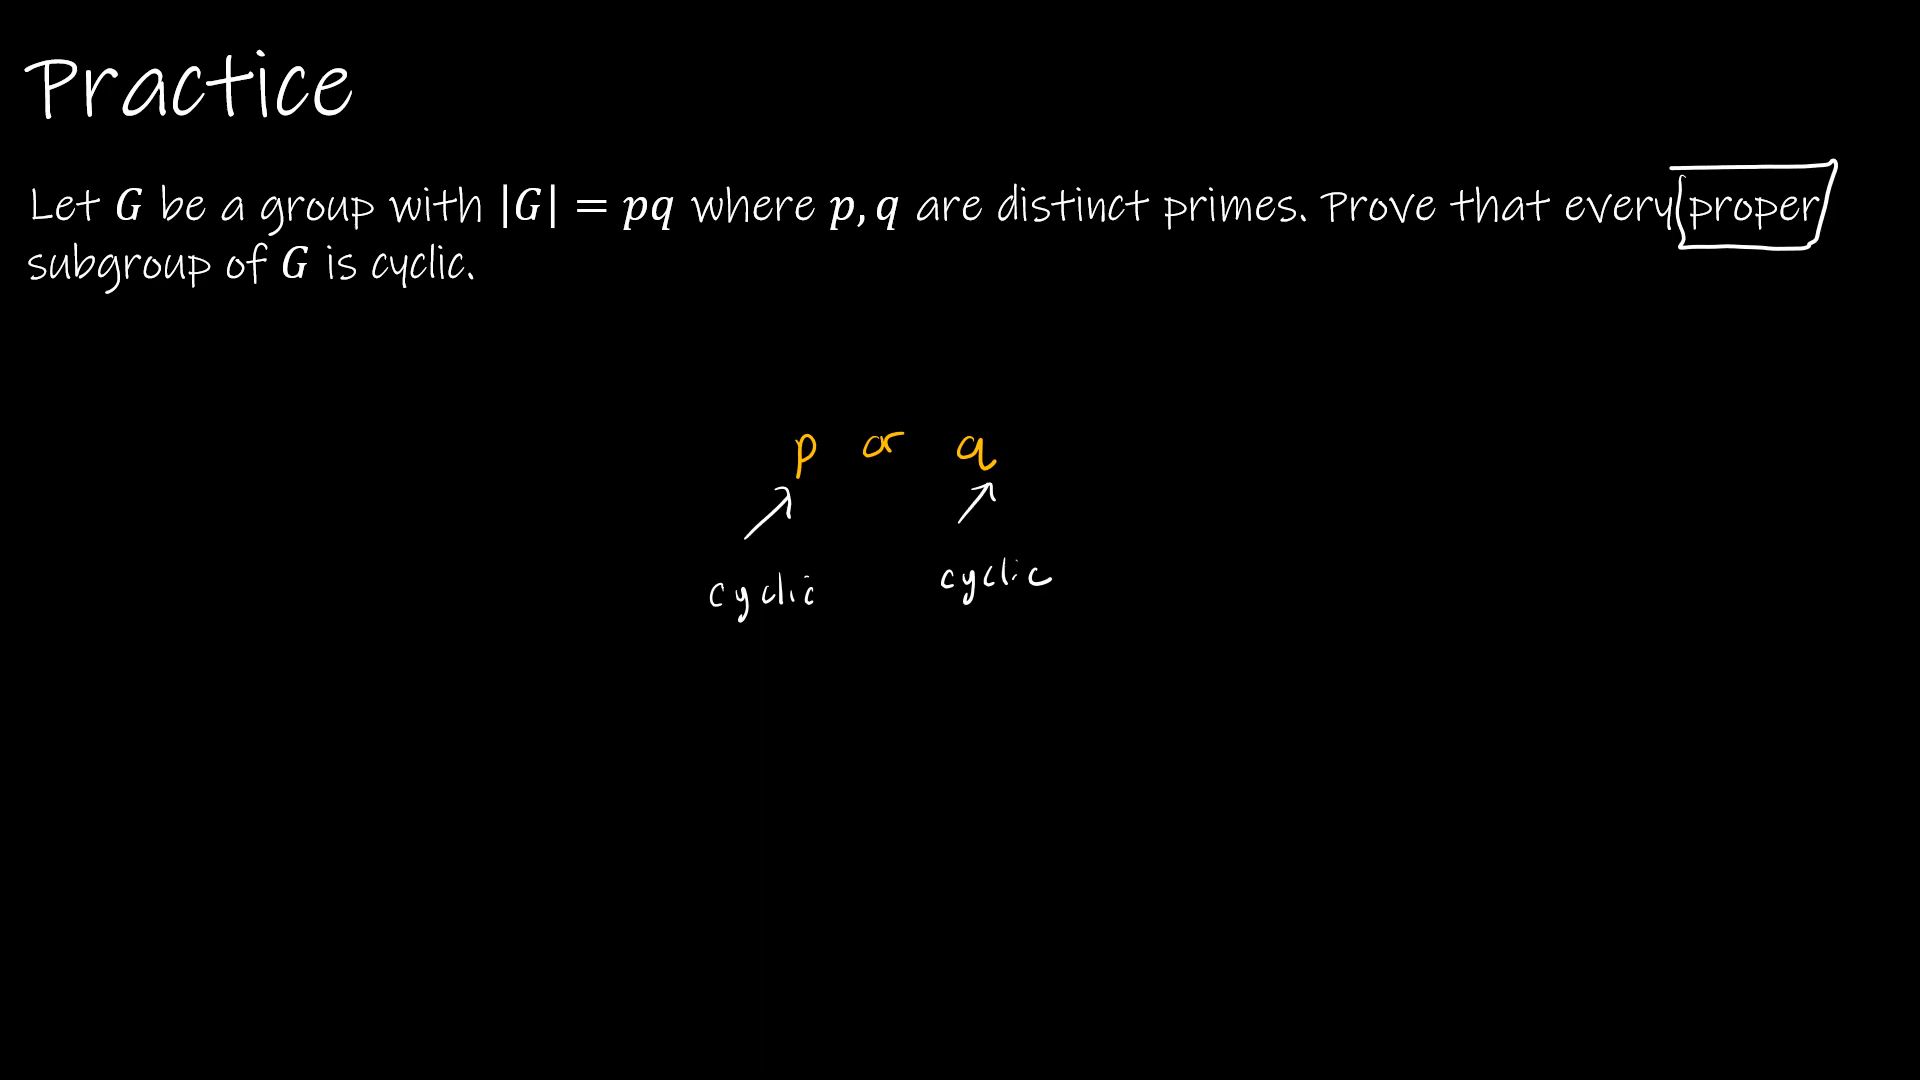 Practice
Let G be a group with |G| = pq where p, q are distinct primes. Prove that every proper
subgroup of G is cyclic.
p or q
cyclic cyclic